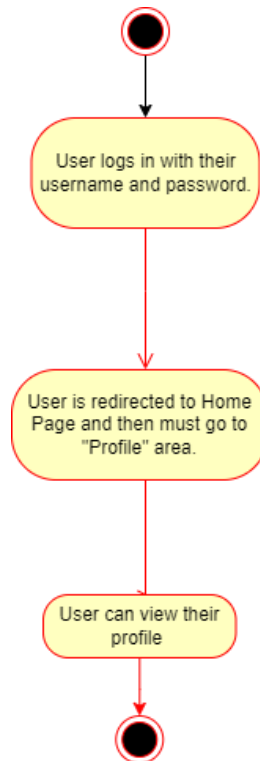 User logs in with their
username and password.
User is redirected to Home
Page and then must go to
"Profile" area.
User can view their
profile